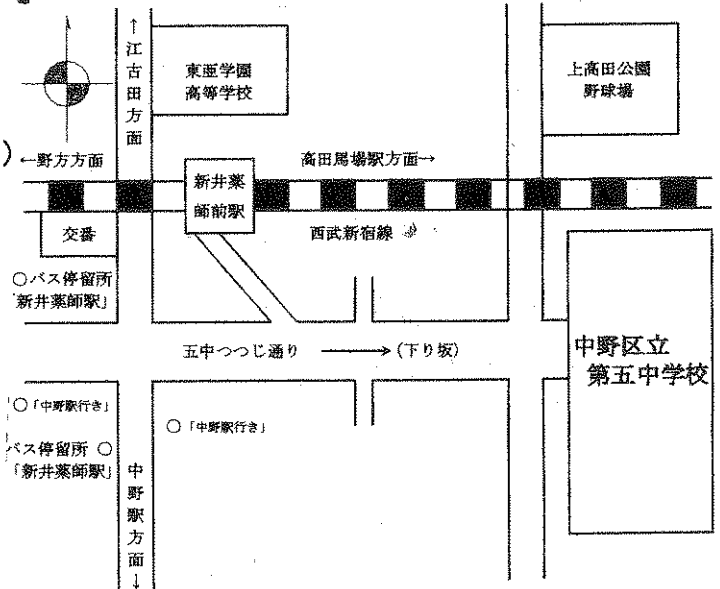 ↑江古田方面
東亜学園
高等学校
上高田公園
野球場
)
←野方方面
高田馬場駅方面→
新井薬
師前駅
西武新宿線
交番
○バス停留所
「新井薬師駅」
五中つつじ通り →(下り坂)
中野区立
第五中学校
○「中野駅行き」
○「中野駅行き」
バス停留所 ○
「新井薬師駅」
中野駅方面↓